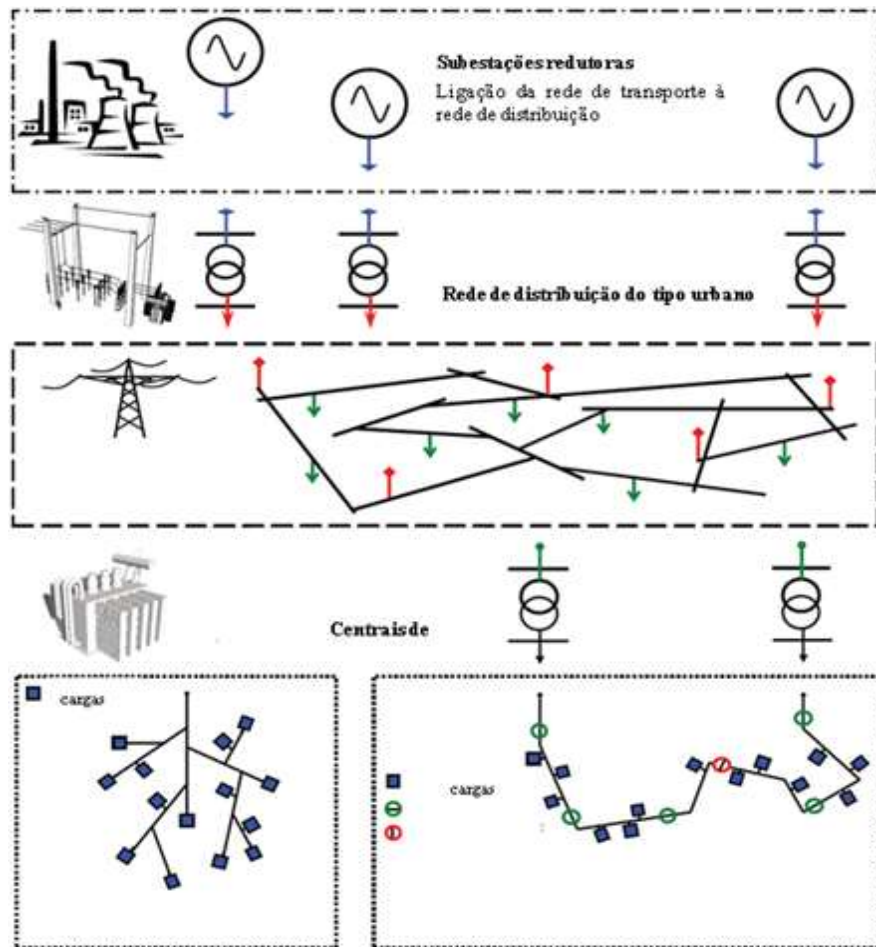 Subestações redutoras
Ligação da rede de transporte à
rede de distribuição
Rede de distribuição do tipo urbano
Centrais de
cargas
cargas